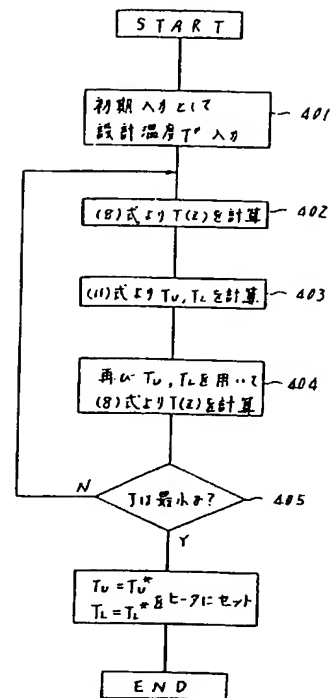 START
初期入力として
設計温度T* 入力
401
(8)式よりT(Z)を計算
402
(11)式よりTU, TLを計算
403
再びTU, TLを用いて
(8)式よりT(Z)を計算
404
Jは最小か?
405
N
Y
TU=TU*
TL=TL*
をヒータにセット
END